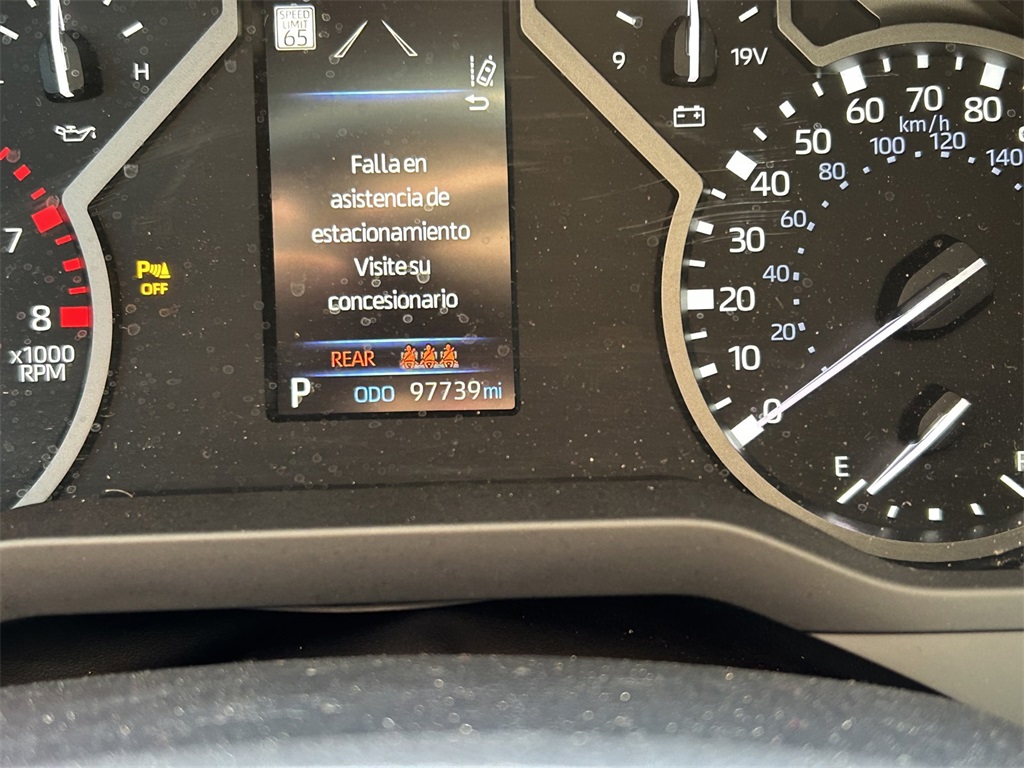 SPEED
LIMIT
65
H
7
8
x1000
RPM
P
OFF
Falla en
asistencia de
estacionamiento
Visite su
concesionario
REAR
P
ODO 97739 mi
9
19V
0
10
20
30
40
50
60
70
80
km/h
20
40
60
80
100
120
140
E